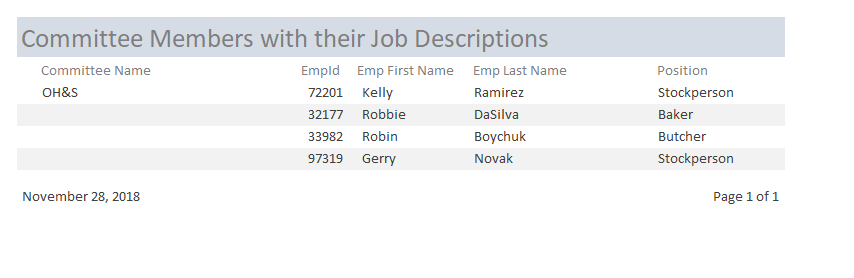 Committee Members with their Job Descriptions
Committee Name EmpId Emp First Name Emp Last Name Position
OH&S 72201 Kelly Ramirez Stockperson
32177 Robbie DaSilva Baker
33982 Robin Boychuk Butcher
97319 Gerry Novak Stockperson
November 28, 2018 Page 1 of 1